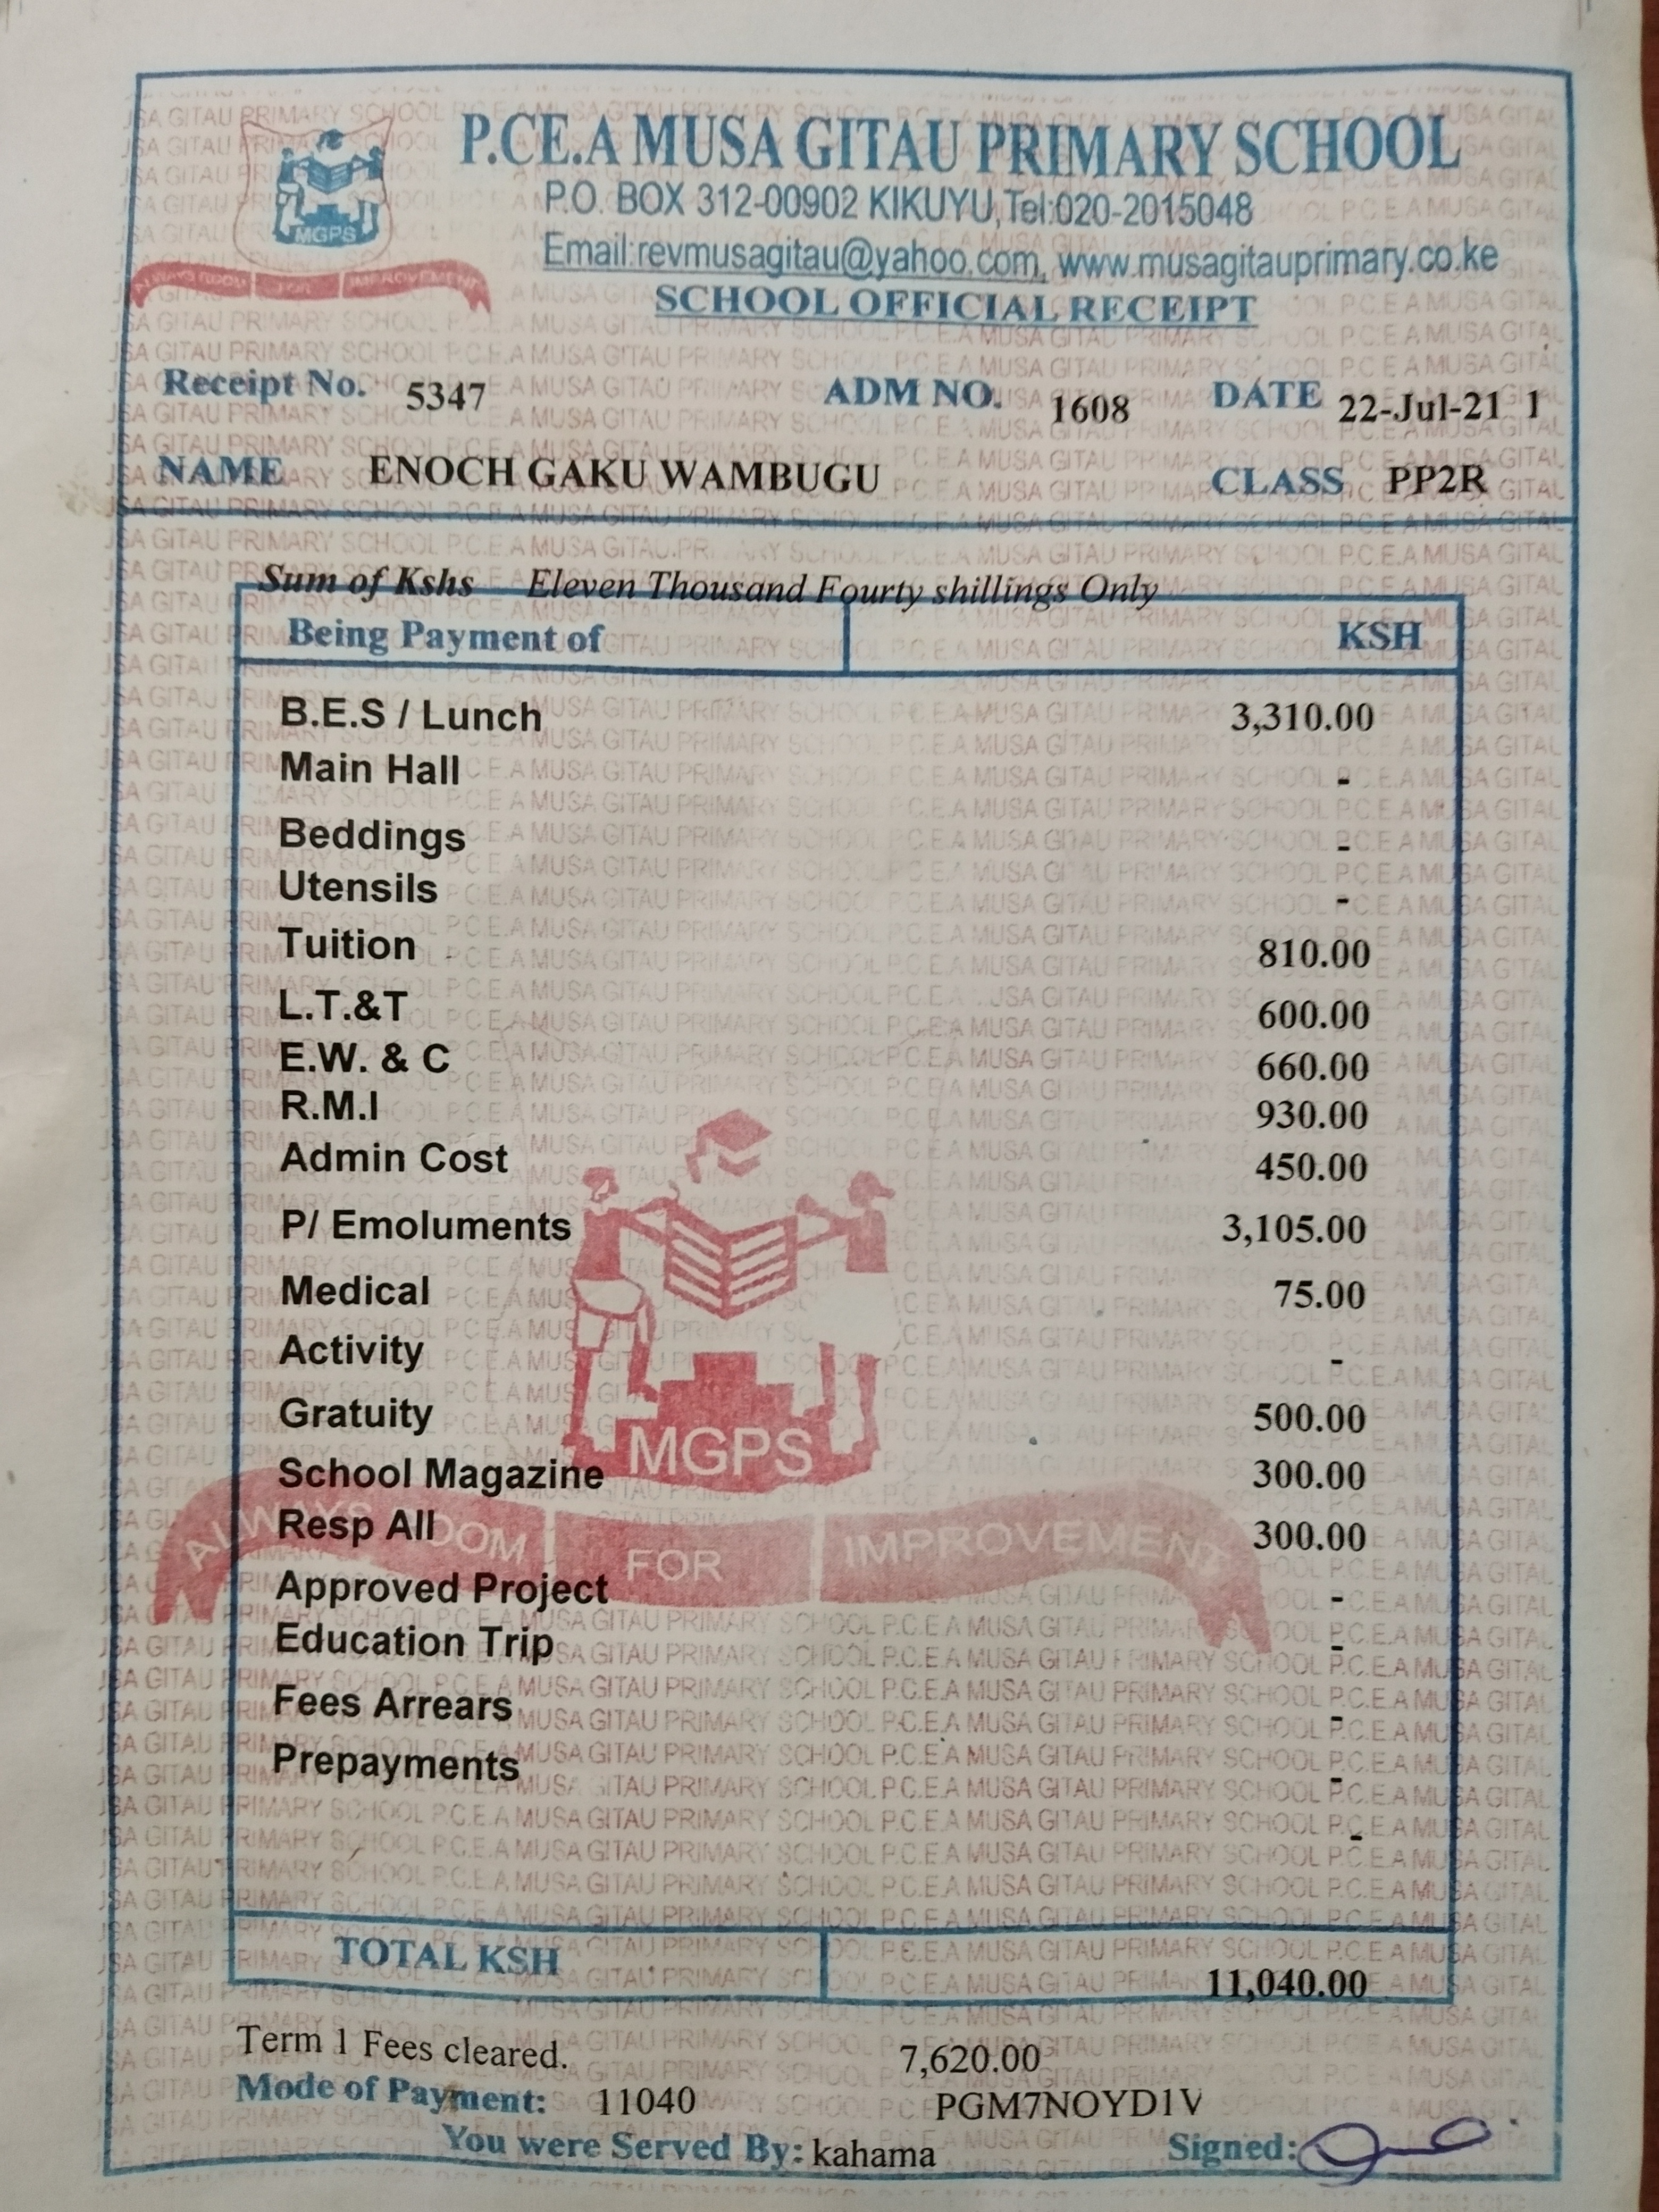 P.CE.A MUSA GITAU PRIMARY SCHOOL
P.O. BOX 312-00902 KIKUYU,Tel:020-2015048
Email:revmusagitau@yahoo.com, www.musagitauprimary.co.ke
MGPS
ALWAYS ROOM FOR IMPROVEMENT
SCHOOL OFFICIAL RECEIPT
Receipt No. 5347 ADM NO. 1608 DATE 22-Jul-21 1
NAME ENOCH GAKU WAMBUGU CLASS PP2R
Sum of Kshs Eleven Thousand Fourty shillings Only
Being Payment of KSH
B.E.S / Lunch 3,310.00
Main Hall -
Beddings -
Utensils -
Tuition 810.00
L.T.&T 600.00
E.W. & C 660.00
R.M.I 930.00
Admin Cost 450.00
P/ Emoluments 3,105.00
Medical 75.00
Activity -
Gratuity 500.00
MGPS
School Magazine 300.00
Resp All 300.00
ALWAYS ROOM FOR IMPROVEMENT
Approved Project -
Education Trip -
Fees Arrears -
Prepayments -
-
TOTAL KSH 11,040.00
Term 1 Fees cleared. 7,620.00
Mode of Payment: 11040 PGM7NOYD1V
You were Served By: kahama Signed: